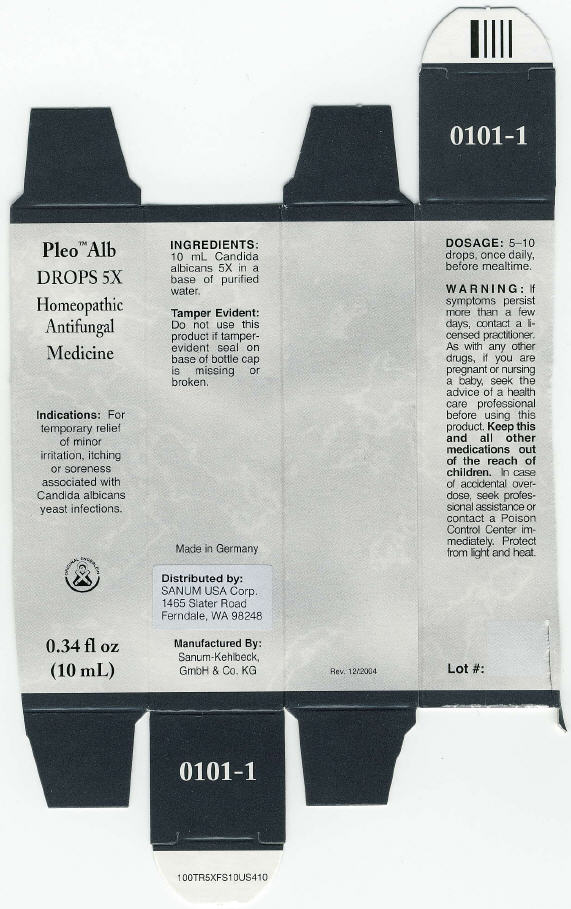 0101-1
Pleo™Alb
DROPS 5X
Homeopathic
Antifungal
Medicine
Indications: For
temporary relief
of minor
irritation, itching
or soreness
associated with
Candida albicans
yeast infections.
0.34 fl oz
(10 mL)
INGREDIENTS:
10 mL Candida
albicans 5X in a
base of purified
water.
Tamper Evident:
Do not use this
product if tamper-
evident seal on
base of bottle cap
is missing or
broken.
Made in Germany
Distributed by:
SANUM USA Corp.
1465 Slater Road
Ferndale, WA 98248
Manufactured By:
Sanum-Kehlbeck,
GmbH & Co. KG
Rev. 12/2004
DOSAGE: 5–10
drops, once daily,
before mealtime.
WARNING: If
symptoms persist
more than a few
days, contact a li-
censed practitioner.
As with any other
drugs, if you are
pregnant or nursing
a baby, seek the
advice of a health
care professional
before using this
product. Keep this
and all other
medications out
of the reach of
children. In case
of accidental over-
dose, seek profes-
sional assistance or
contact a Poison
Control Center im-
mediately. Protect
from light and heat.
Lot #:
0101-1
100TR5XFS10US410